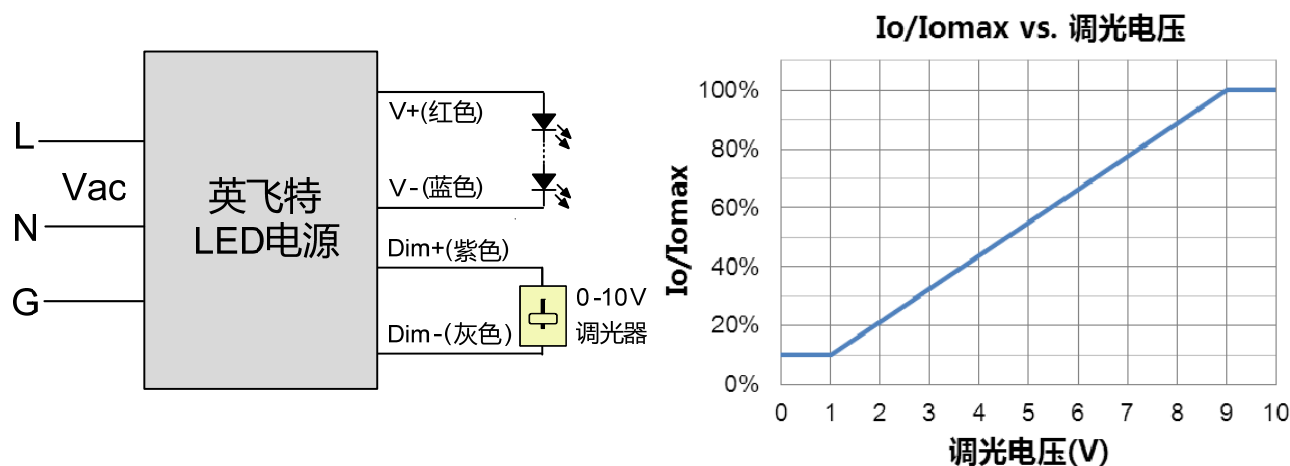 L
Vac
N
G
英飞特
LED电源
V+(红色)
V-(蓝色)
Dim+(紫色)
Dim-(灰色)
0-10V
调光器
Io/Iomax vs. 调光电压
Io/Iomax
100%
80%
60%
40%
20%
0%
0 1 2 3 4 5 6 7 8 9 10
调光电压(V)